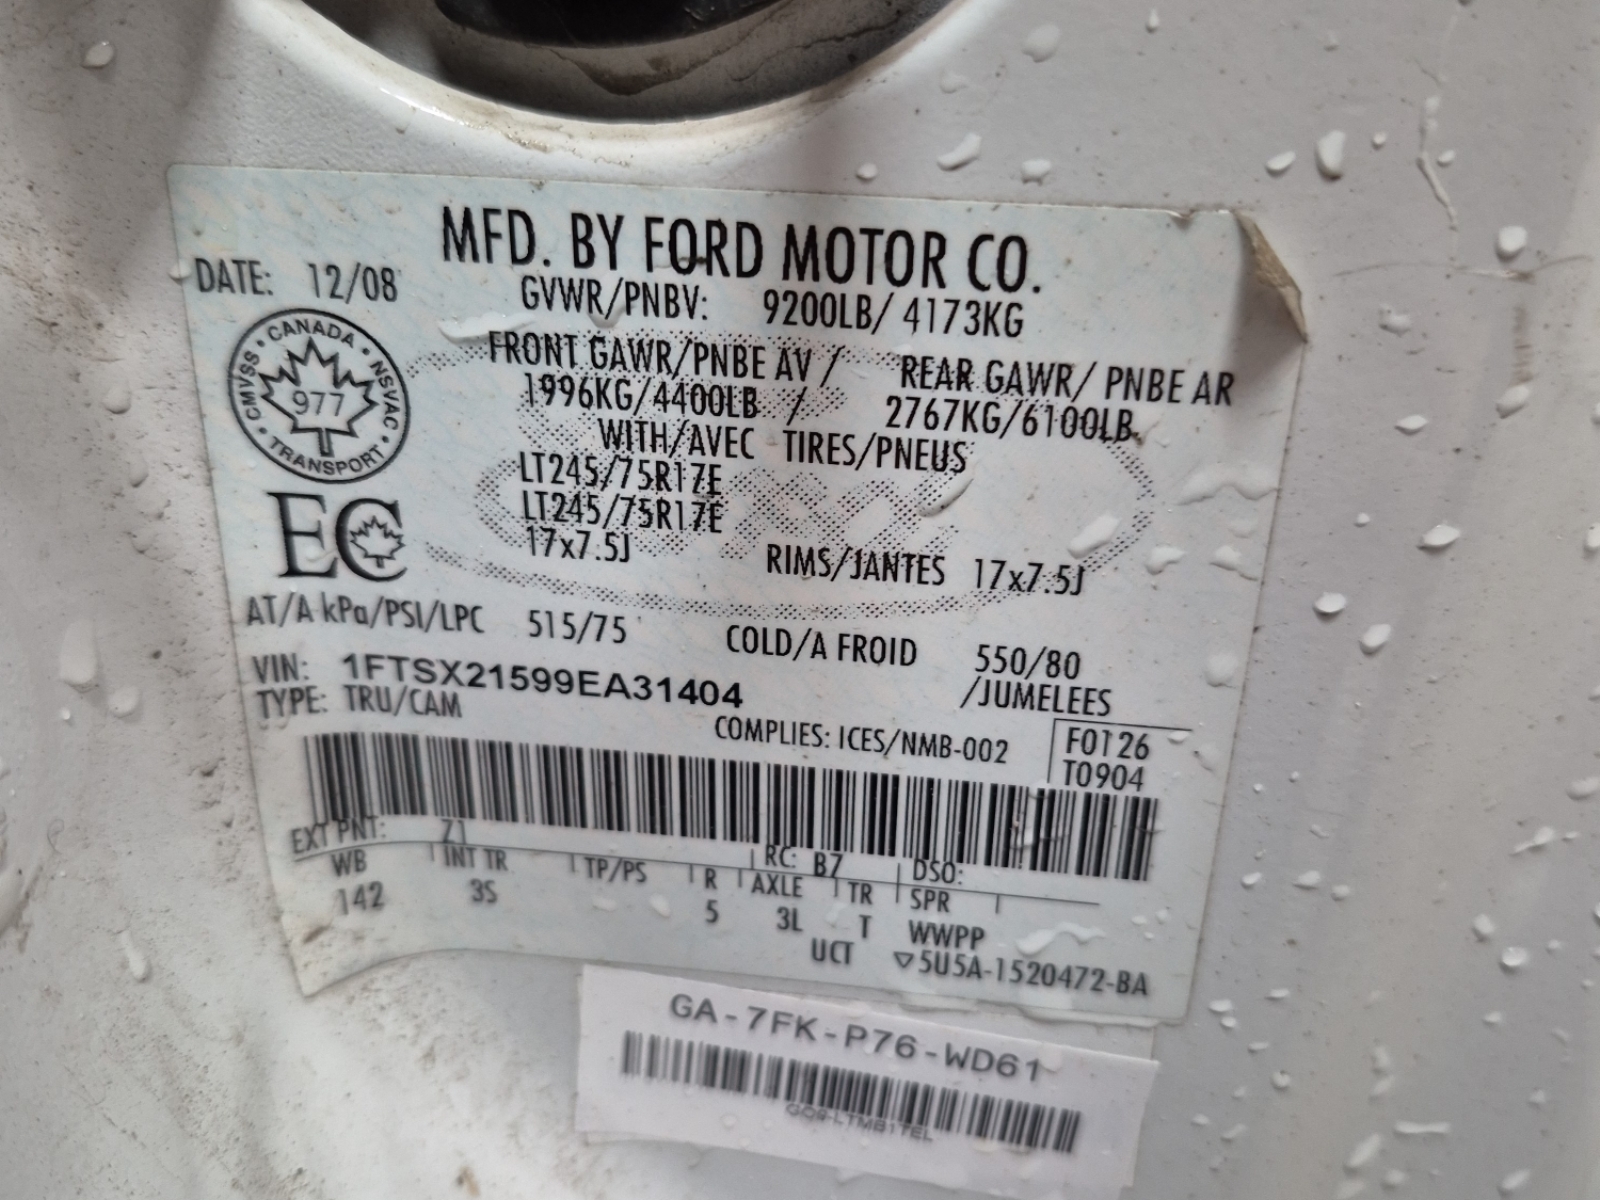 MFD. BY FORD MOTOR CO.
DATE: 12/08
GVWR/PNBV: 9200LB/ 4173KG
CANADA · NSVAC · TRANSPORT · CMVSS ·
977
FRONT GAWR/PNBE AV / REAR GAWR/ PNBE AR
1996KG/4400LB / 2767KG/6100LB
WITH/AVEC TIRES/PNEUS
LT245/75R17E
LT245/75R17E
17x7.5J RIMS/JANTES 17x7.5J
EC
AT/A kPa/PSI/LPC 515/75 COLD/A FROID 550/80
VIN: 1FTSX21599EA31404 /JUMELEES
TYPE: TRU/CAM
COMPLIES: ICES/NMB-002
F0126
T0904
EXT PNT: Z1 RC: B7 DSO:
WB INT TR TP/PS R AXLE TR SPR
142 3S 5 3L T WWPP
UCT ▽5U5A-1520472-BA
GA-7FK-P76-WD61